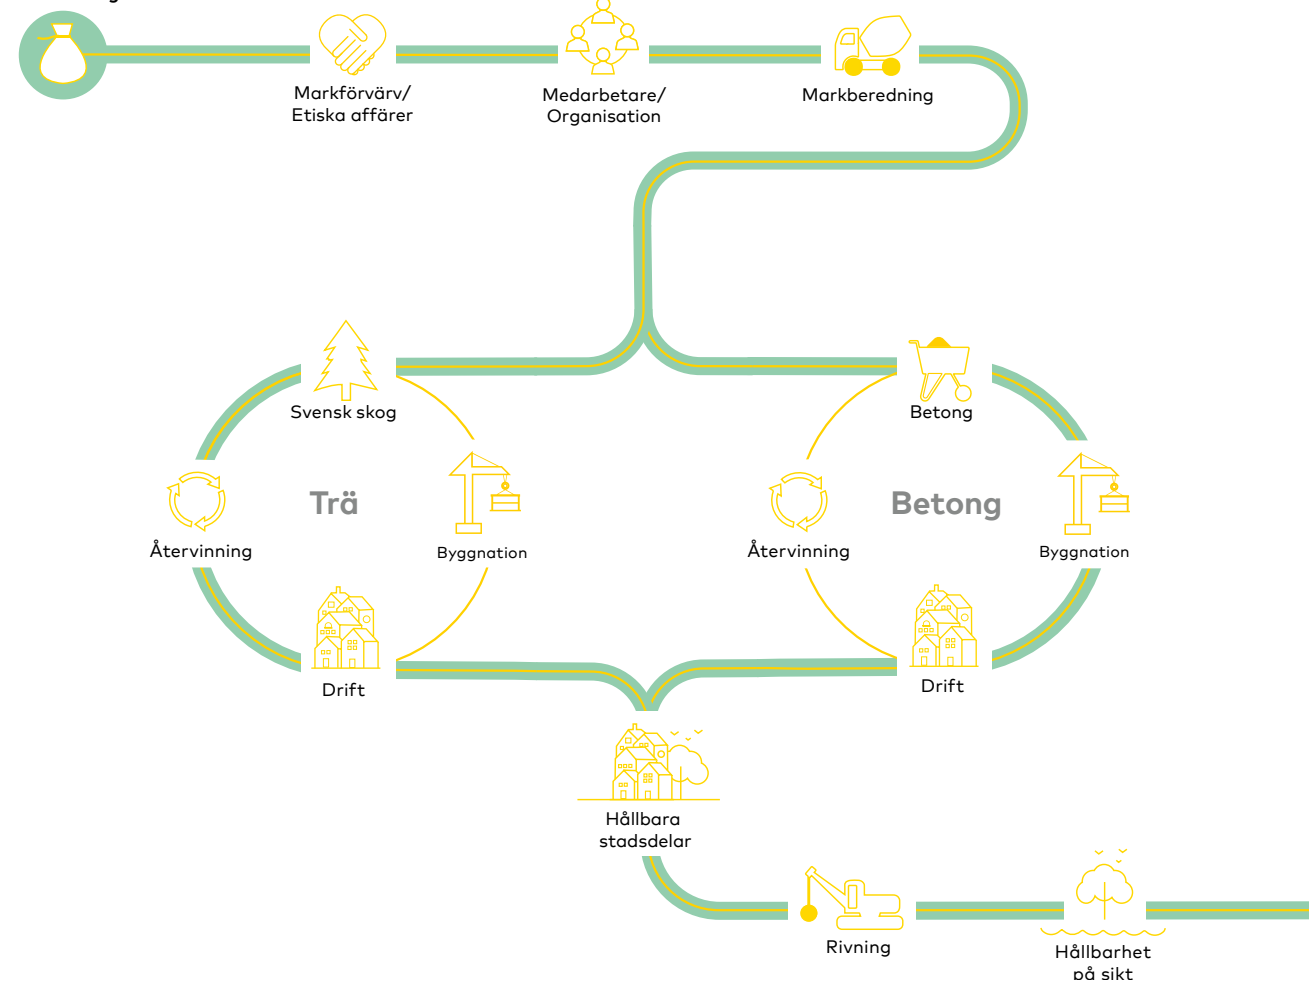 Markförvärv/
Etiska affärer
Medarbetare/
Organisation
Markberedning
Svensk skog
Betong
Trä
Betong
Återvinning
Byggnation
Återvinning
Byggnation
Drift
Drift
Hållbara
stadsdelar
Rivning
Hållbarhet
på sikt